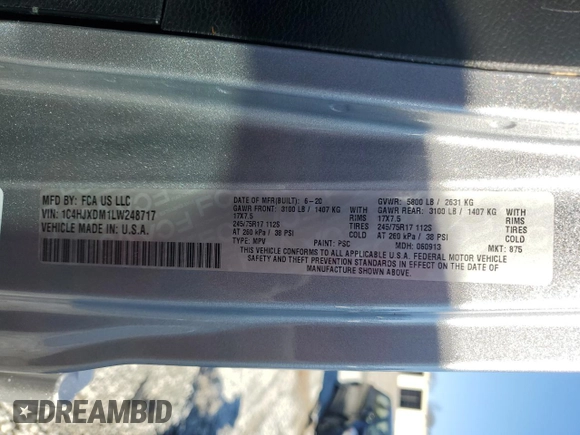 MFD BY: FCA US LLC
VIN: 1C4HJXDM1LW248717
VEHICLE MADE IN: U.S.A.
DATE OF MFR(BUILT): 6-20
GVWR: 5800 LB / 2631 KG
GAWR FRONT: 3100 LB / 1407 KG WITH
17X7.5 RIMS
245/75R17 112S TIRES
AT 260 kPa / 38 PSI COLD
GAWR REAR: 3100 LB / 1407 KG WITH
17X7.5 RIMS
245/75R17 112S TIRES
AT 260 kPa / 38 PSI COLD
TYPE: MPV PAINT: PSC MDH: 060913 MKT: 875
THIS VEHICLE CONFORMS TO ALL APPLICABLE U.S.A. FEDERAL MOTOR VEHICLE
SAFETY AND THEFT PREVENTION STANDARDS IN EFFECT ON THE DATE OF
MANUFACTURE SHOWN ABOVE.
DREAMBID